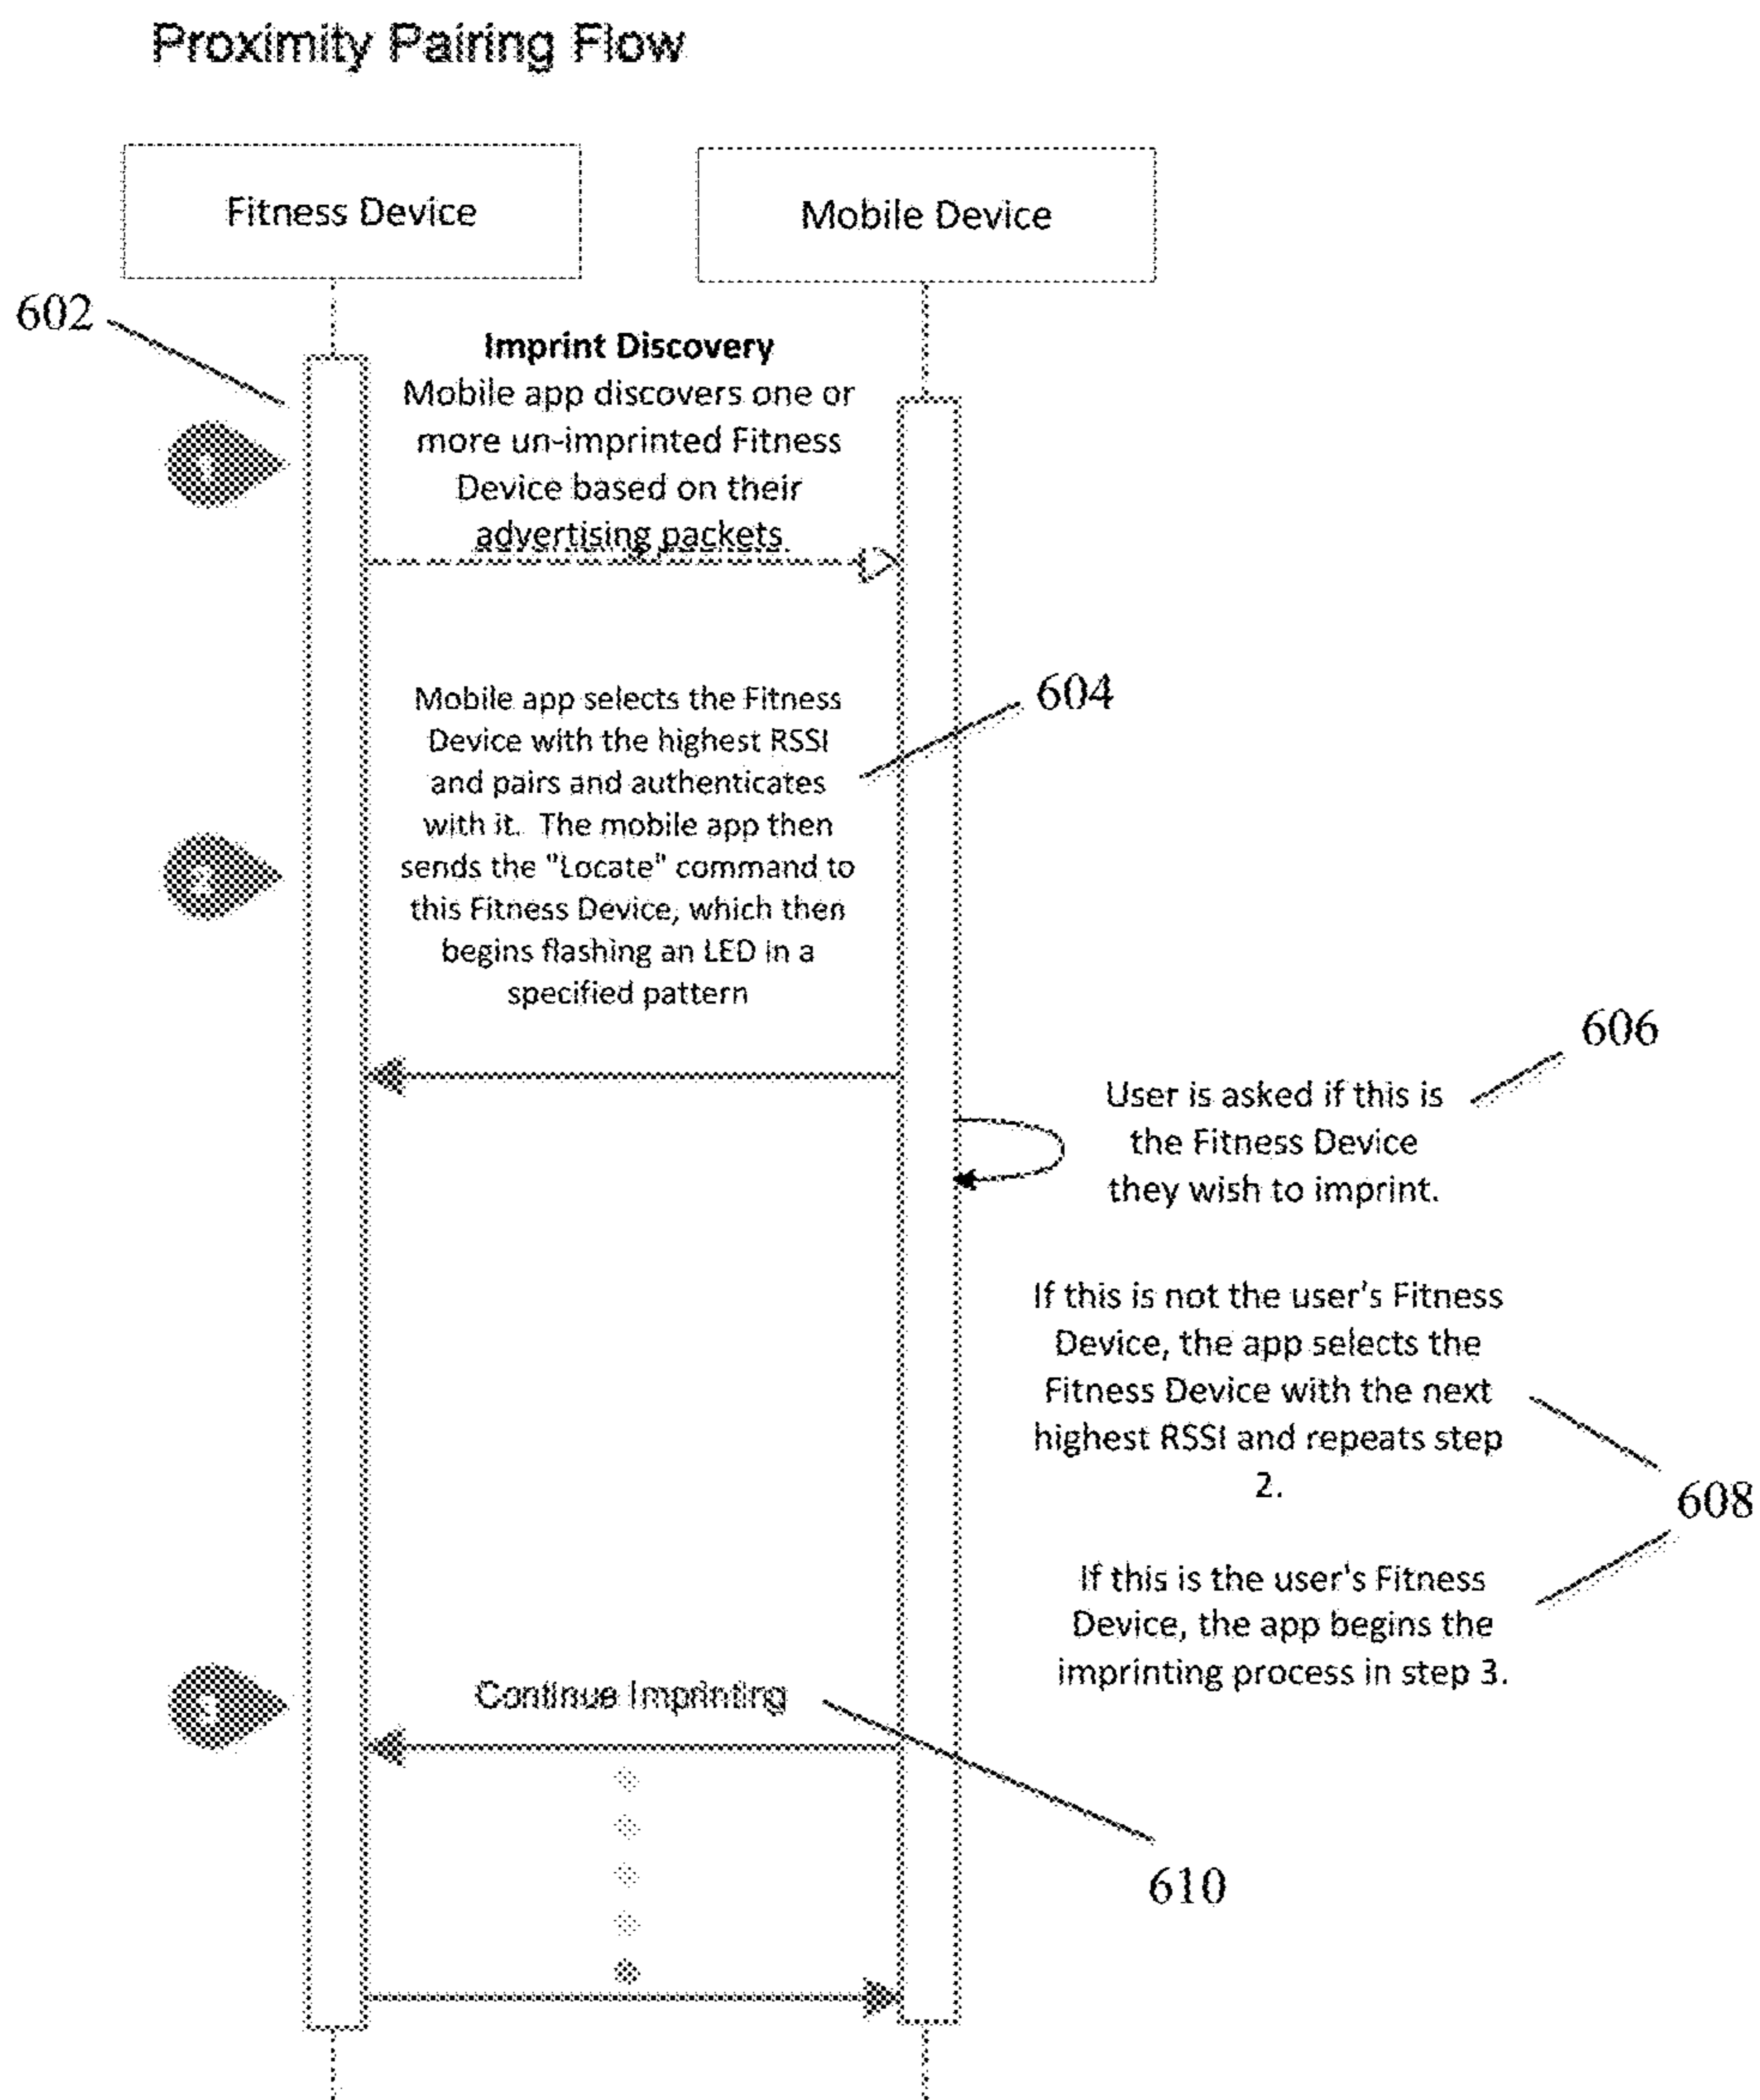 Proximity Pairing Flow
Fitness Device
Mobile Device
602
Imprint Discovery
Mobile app discovers one or
more un-imprinted Fitness
Device based on their
advertising packets
604
Mobile app selects the Fitness
Device with the highest RSSI
and pairs and authenticates
with it. The mobile app then
sends the "Locate" command to
this Fitness Device, which then
begins flashing an LED in a
specified pattern
606
User is asked if this is
the Fitness Device
they wish to imprint.
If this is not the user's Fitness
Device, the app selects the
Fitness Device with the next
highest RSSI and repeats step
2.
608
If this is the user's Fitness
Device, the app begins the
imprinting process in step 3.
Continue Imprinting
610